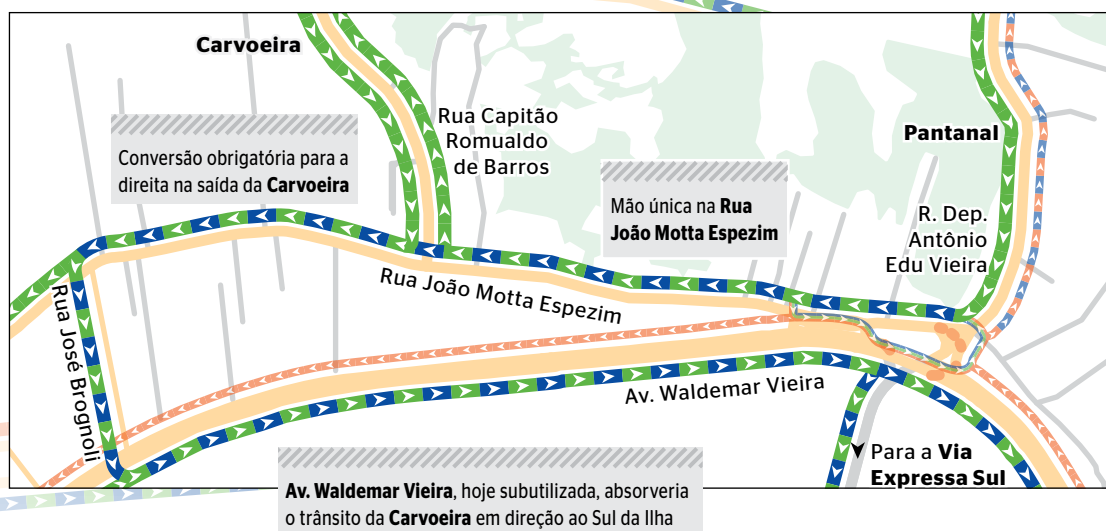 Carvoeira
Rua Capitão
Romualdo
de Barros
Pantanal
Conversão obrigatória para a
direita na saída da Carvoeira
Mão única na Rua
João Motta Espezim
R. Dep.
Antônio
Edu Vieira
Rua João Motta Espezim
Rua José Brognoli
Av. Waldemar Vieira
Para a Via
Expressa Sul
Av. Waldemar Vieira, hoje subutilizada, absorveria
o trânsito da Carvoeira em direção ao Sul da Ilha